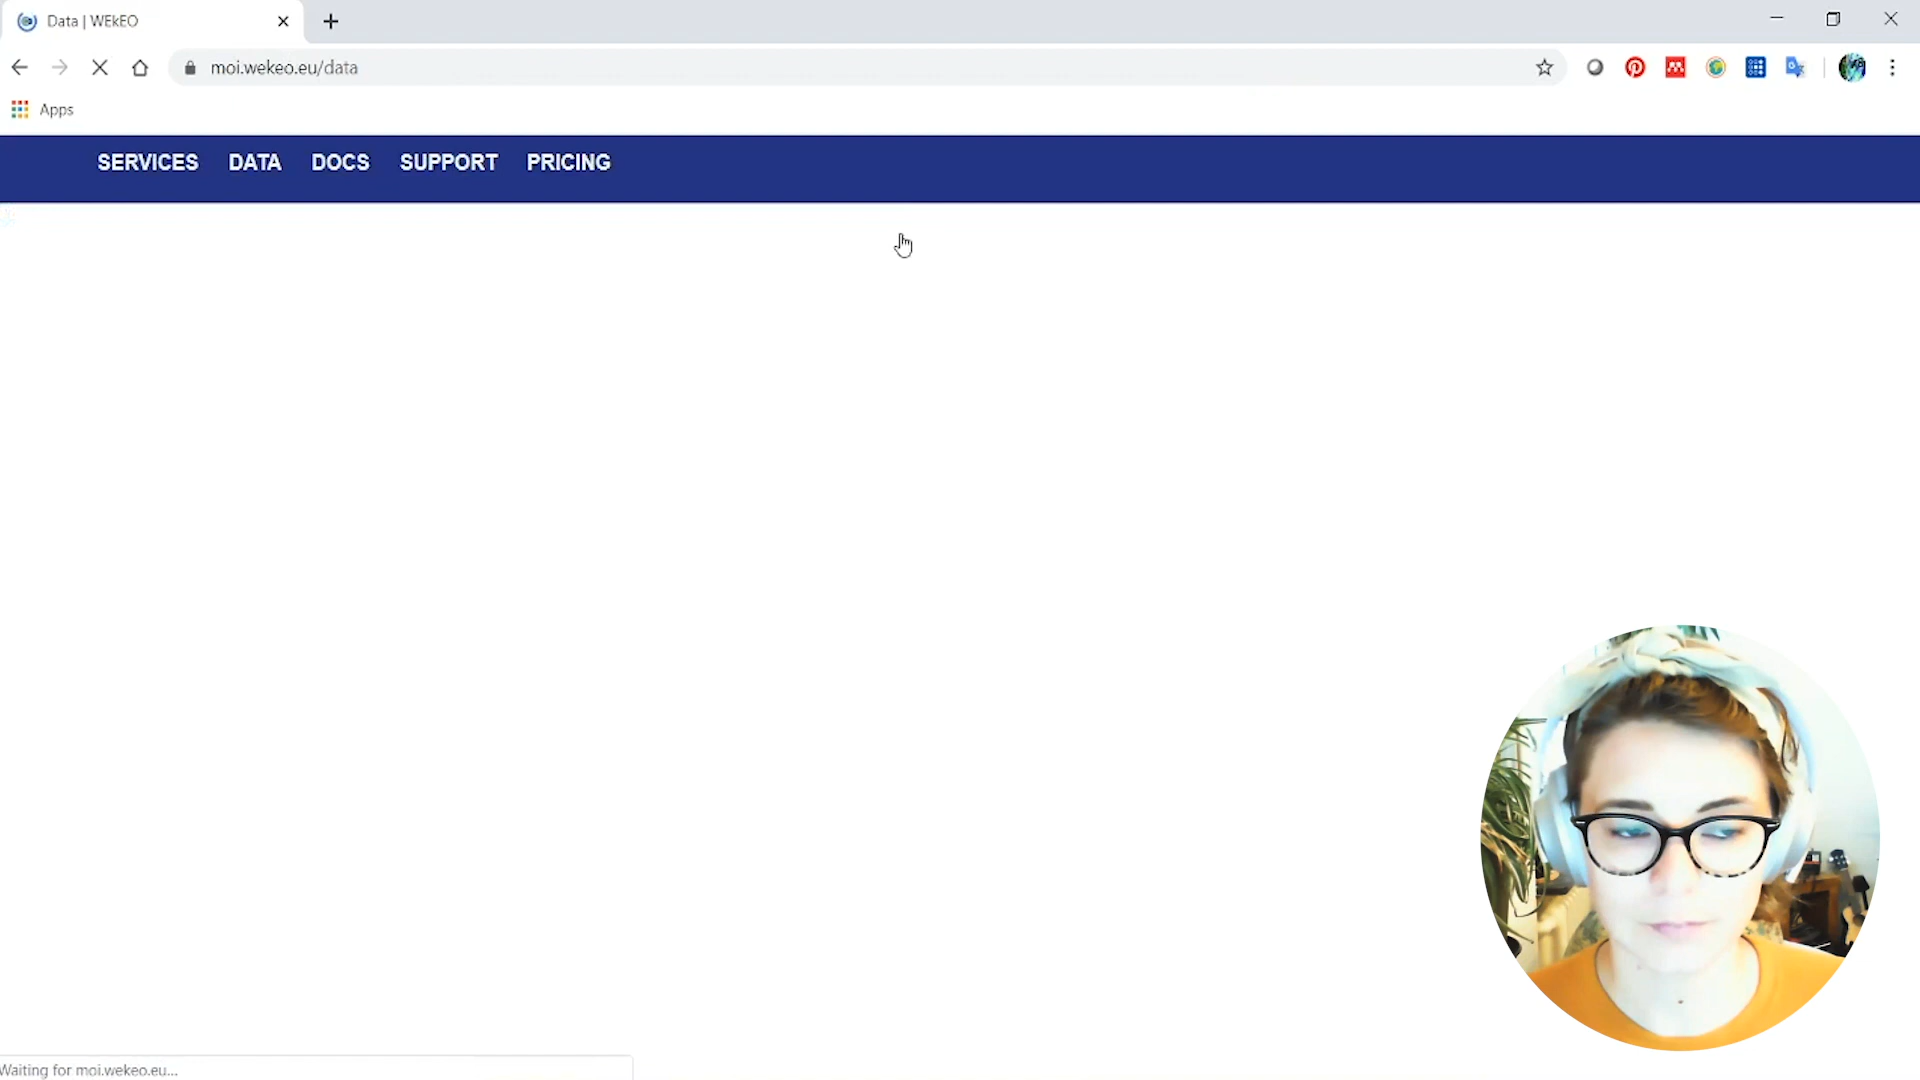 Data | WEkEO
moi.wekeo.eu/data
Apps
SERVICES DATA DOCS SUPPORT PRICING
Waiting for moi.wekeo.eu...